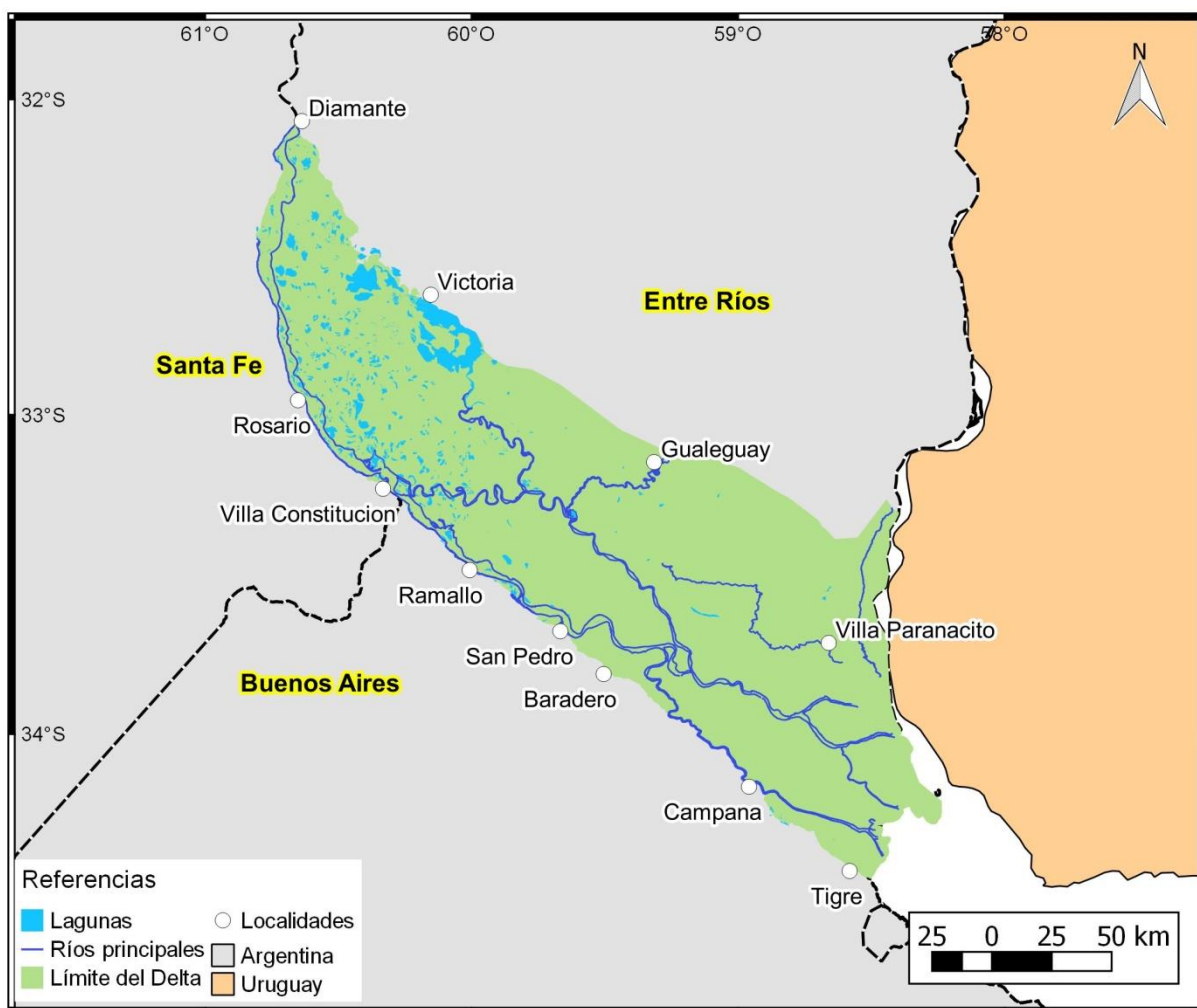 61°O
60°O
59°O
58°O
N
32°S
Diamante
Victoria
Entre Ríos
Santa Fe
33°S
Rosario
Gualeguay
Villa Constitucion
Ramallo
Villa Paranacito
San Pedro
Buenos Aires
Baradero
34°S
Campana
Tigre
Referencias
Lagunas
Localidades
Ríos principales
Argentina
Límite del Delta
Uruguay
25 0 25 50 km